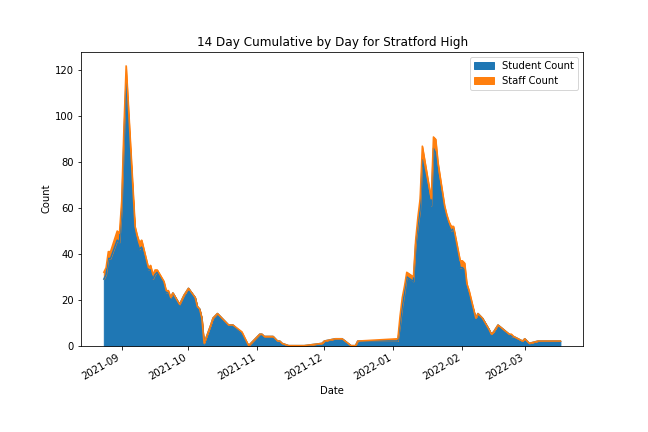 14 Day Cumulative by Day for Stratford High
Student Count
Staff Count
120
100
80
60
40
20
0
Count
2021-09
2021-10
2021-11
2021-12
2022-01
2022-02
2022-03
Date